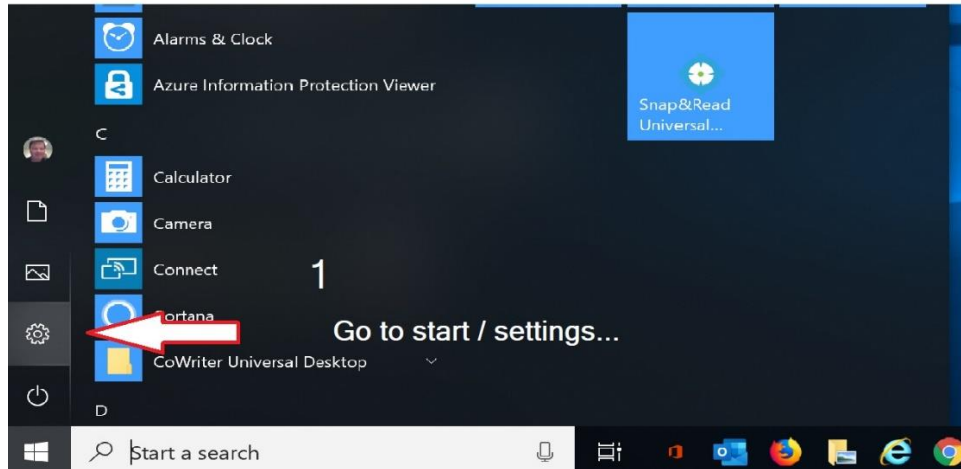 Alarms & Clock
Azure Information Protection Viewer
Snap&Read
Universal...
C
Calculator
Camera
Connect
1
Cortana
Go to start / settings...
CoWriter Universal Desktop
D
Start a search